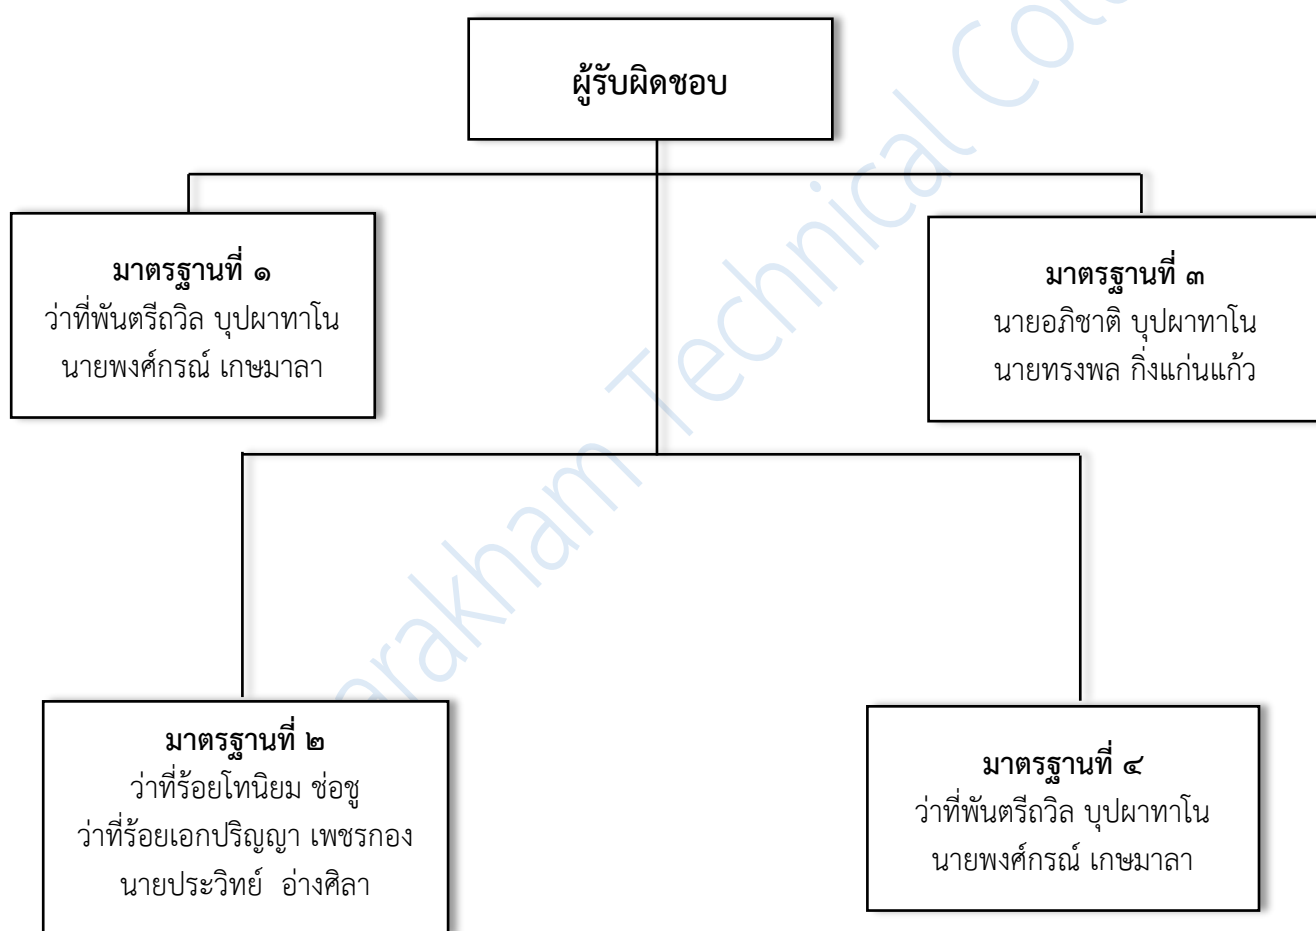 ผู้รับผิดชอบ
มาตรฐานที่ ๑
ว่าที่พันตรีถวิล บุปผาทาโน
นายพงศ์กรณ์ เกษมาลา
มาตรฐานที่ ๓
นายอภิชาติ บุปผาทาโน
นายทรงพล กิ่งแก่นแก้ว
มาตรฐานที่ ๒
ว่าที่ร้อยโทนิยม ช่อชู
ว่าที่ร้อยเอกปริญญา เพชรกอง
นายประวิทย์ อ่างศิลา
มาตรฐานที่ ๔
ว่าที่พันตรีถวิล บุปผาทาโน
นายพงศ์กรณ์ เกษมาลา
arakham Technical Col